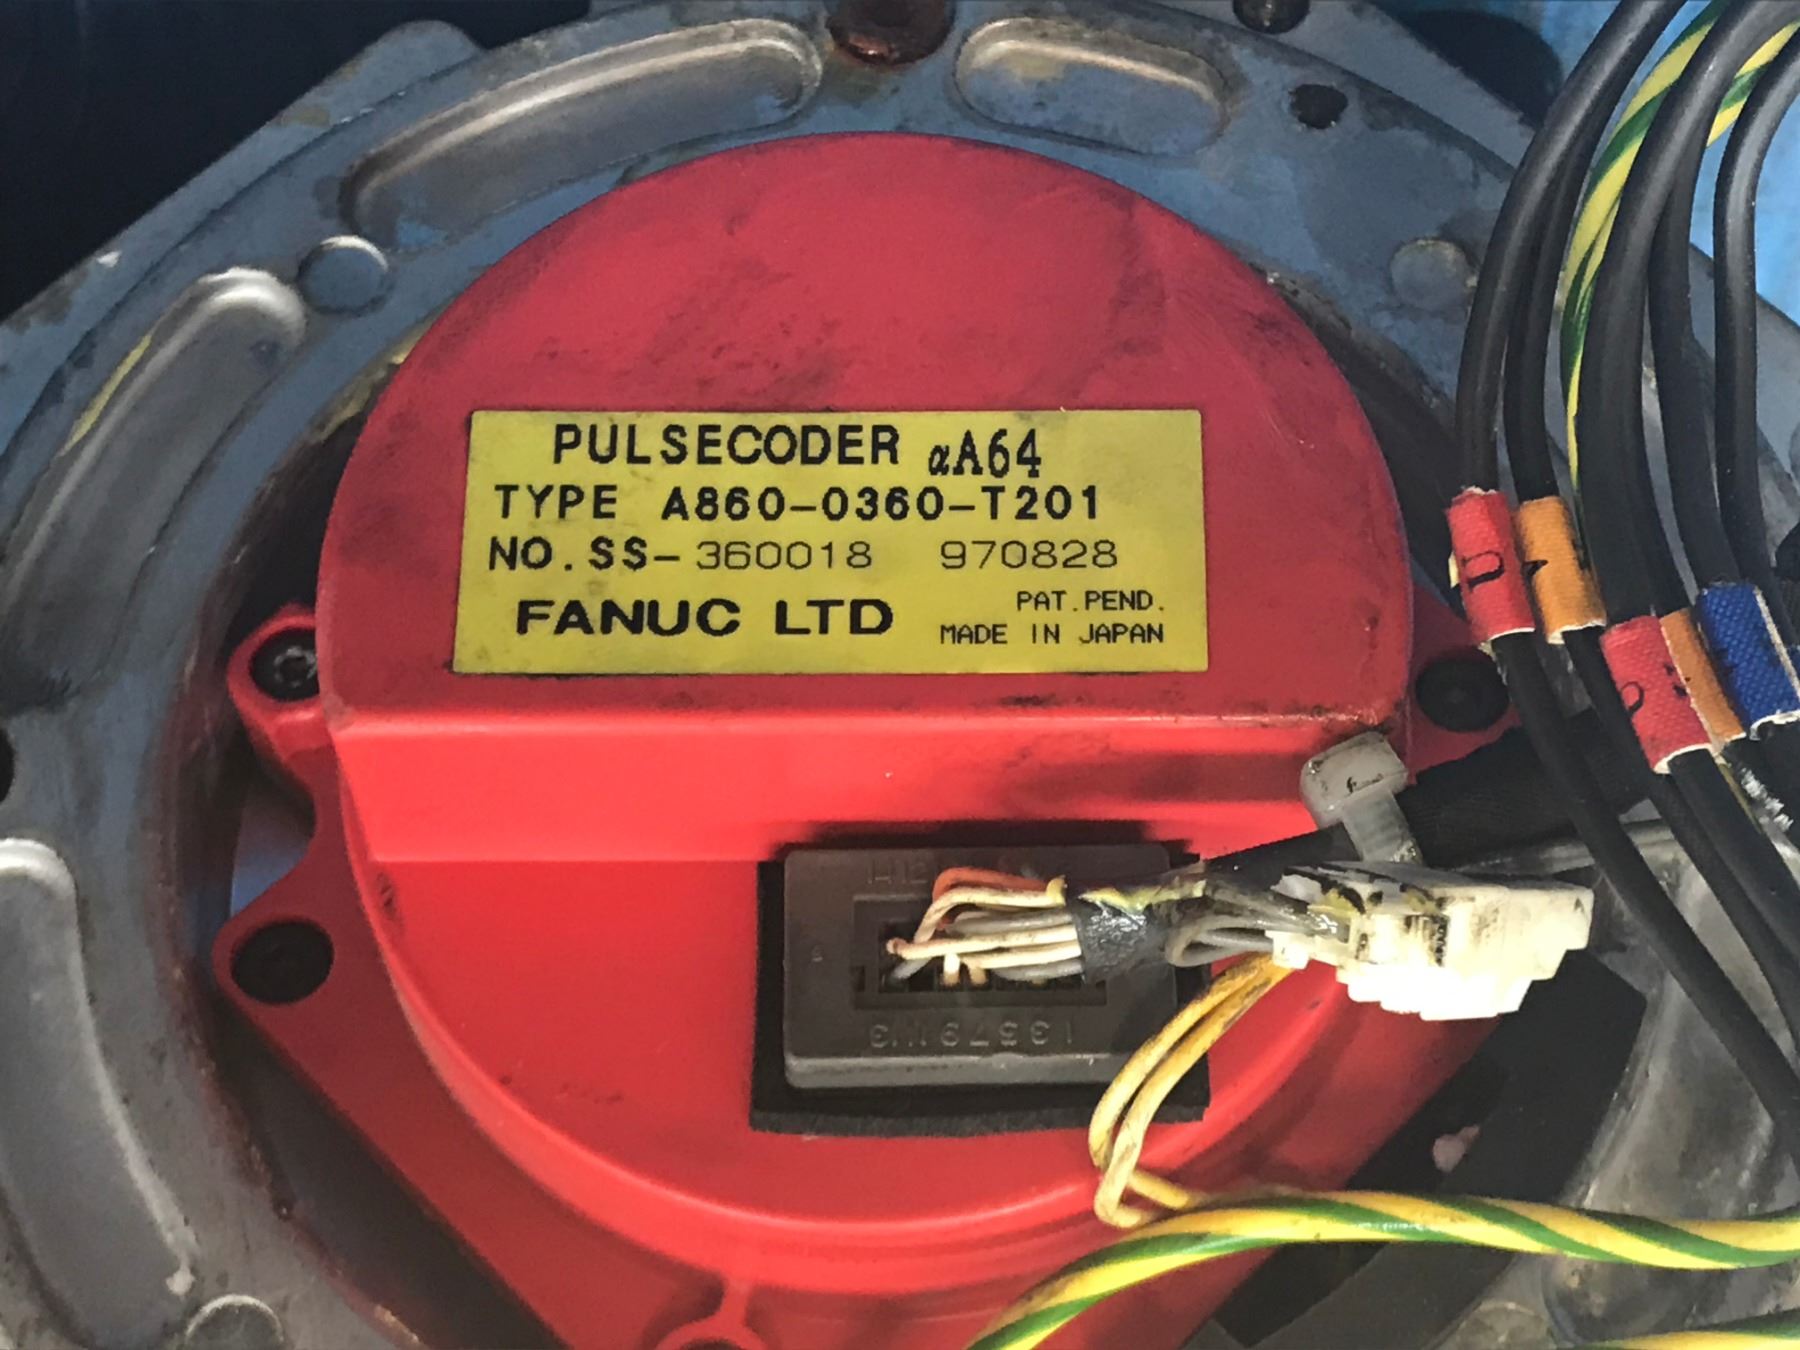 PULSECODER αA64
TYPE A860-0360-T201
NO. SS- 360018 970828
FANUC LTD
PAT. PEND.
MADE IN JAPAN
U